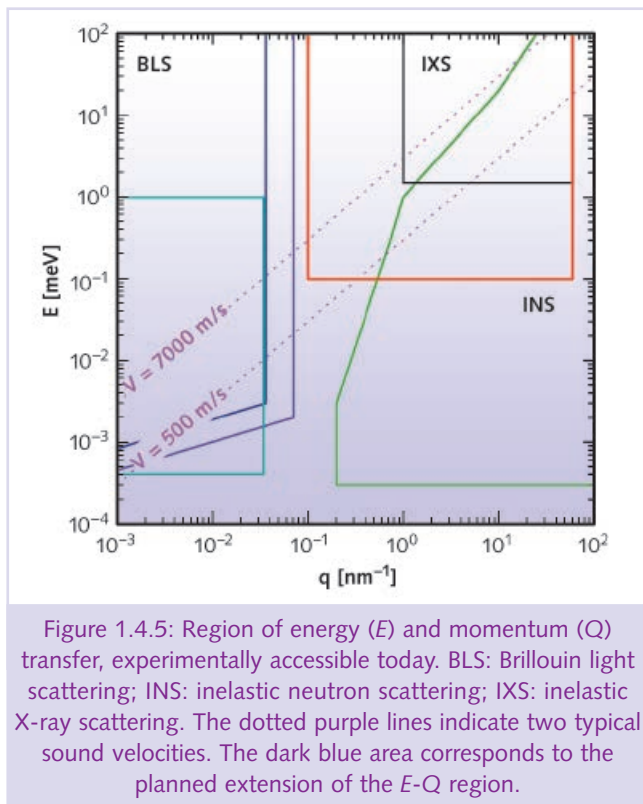 10²
10¹
10⁰
10⁻¹
10⁻²
10⁻³
10⁻⁴
E [meV]
BLS
IXS
INS
V = 7000 m/s
V = 500 m/s
10⁻³ 10⁻² 10⁻¹ 10⁰ 10¹ 10²
q [nm⁻¹]
Figure 1.4.5: Region of energy (E) and momentum (Q)
transfer, experimentally accessible today. BLS: Brillouin light
scattering; INS: inelastic neutron scattering; IXS: inelastic
X-ray scattering. The dotted purple lines indicate two typical
sound velocities. The dark blue area corresponds to the
planned extension of the E-Q region.